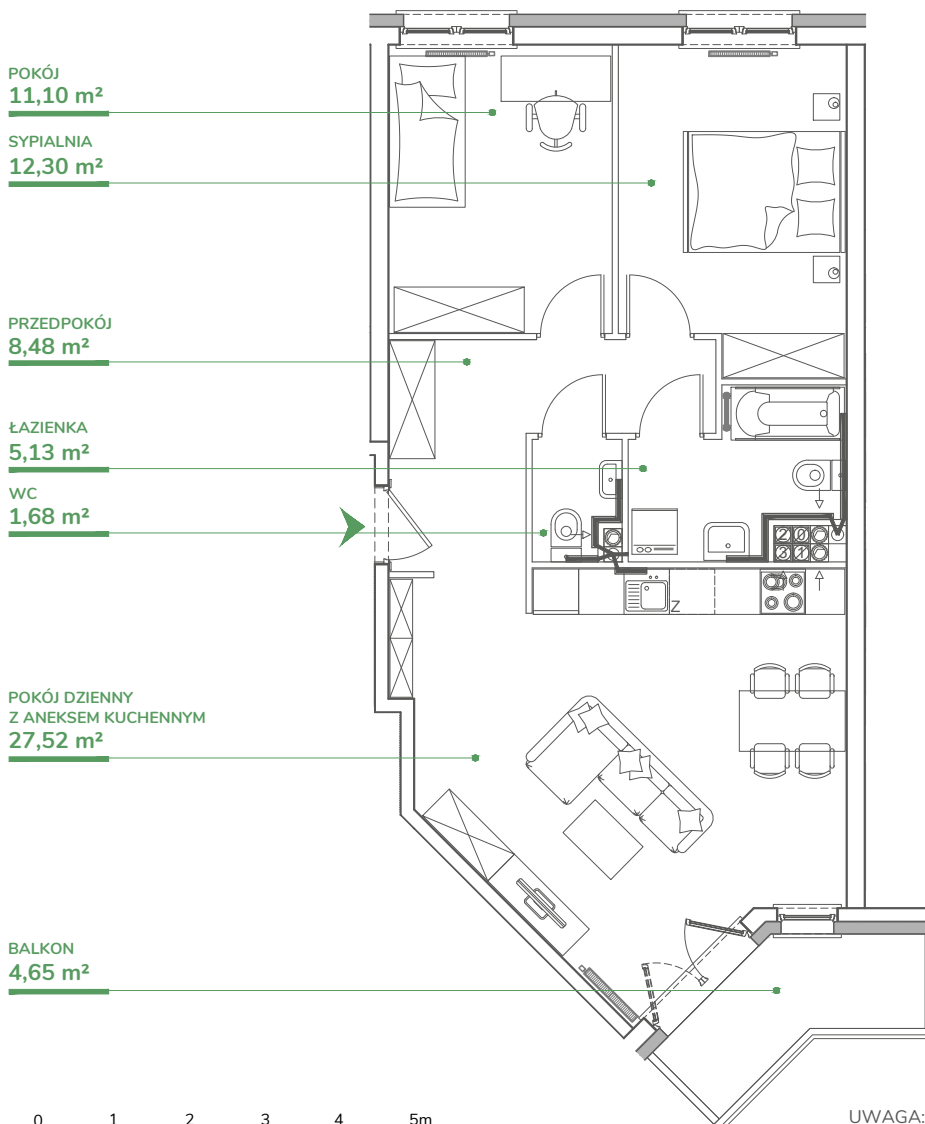 POKÓJ
11,10 m²
SYPIALNIA
12,30 m²
PRZEDPOKÓJ
8,48 m²
ŁAZIENKA
5,13 m²
WC
1,68 m²
20
31
Z
POKÓJ DZIENNY
Z ANEKSEM KUCHENNYM
27,52 m²
BALKON
4,65 m²
0 1 2 3 4 5m
UWAGA: